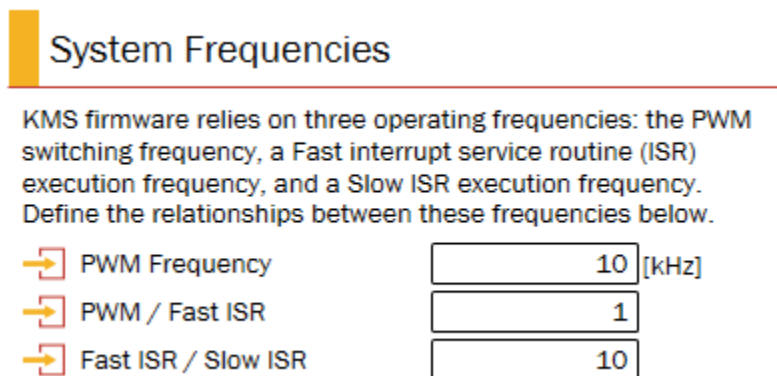 System Frequencies
KMS firmware relies on three operating frequencies: the PWM
switching frequency, a Fast interrupt service routine (ISR)
execution frequency, and a Slow ISR execution frequency.
Define the relationships between these frequencies below.
PWM Frequency 10 [kHz]
PWM / Fast ISR 1
Fast ISR / Slow ISR 10